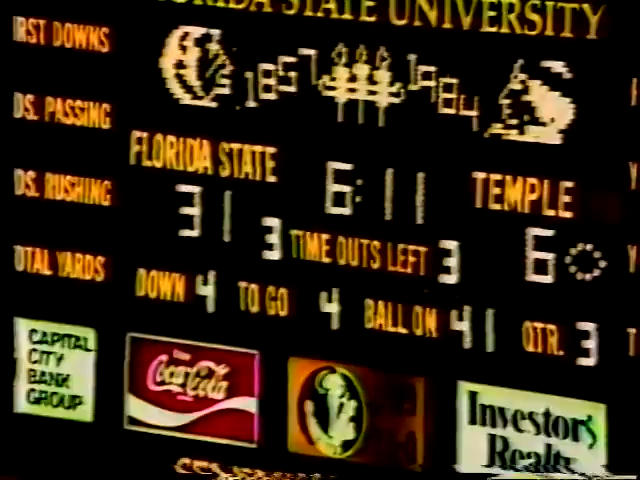 FLORIDA STATE UNIVERSITY
1857 1984
FLORIDA STATE 6:11 TEMPLE
31 6
3 TIME OUTS LEFT 3
DOWN 4 TO GO 4 BALL ON 41 QTR. 3
RST DOWNS
DS. PASSING
DS. RUSHING
OTAL YARDS
CAPITAL
CITY
BANK
GROUP
Coca-Cola
Investors
Realty